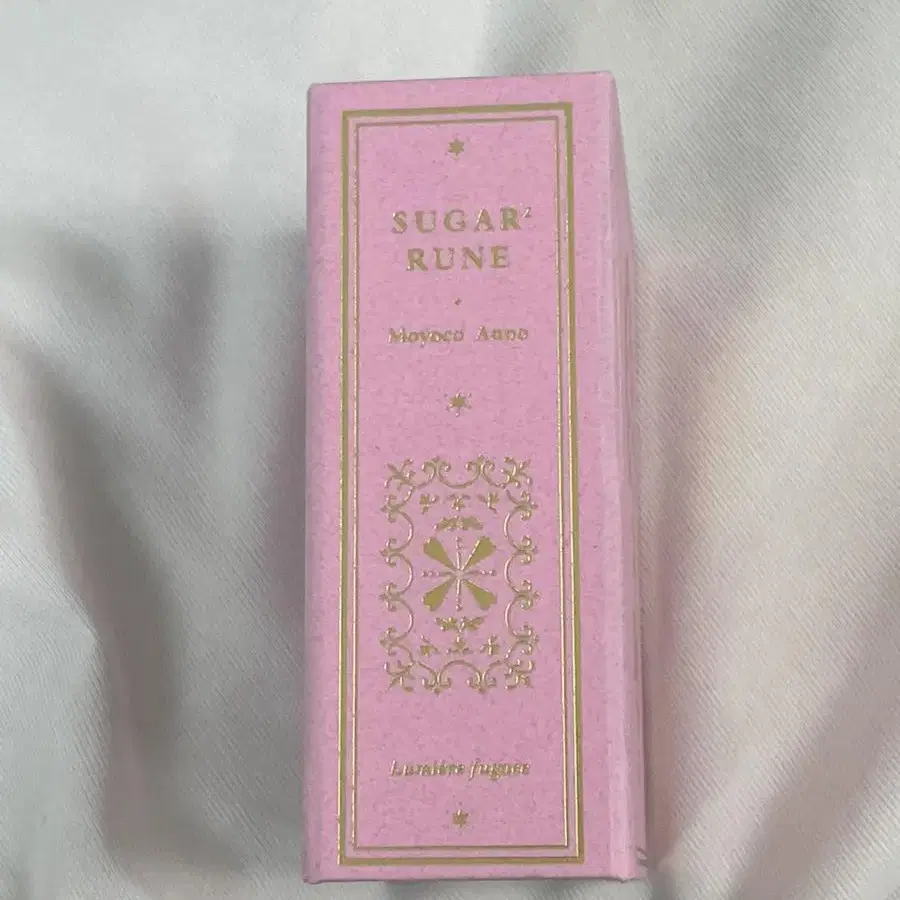 SUGAR²
RUNE
Moyoco Anno
Lumière fugace